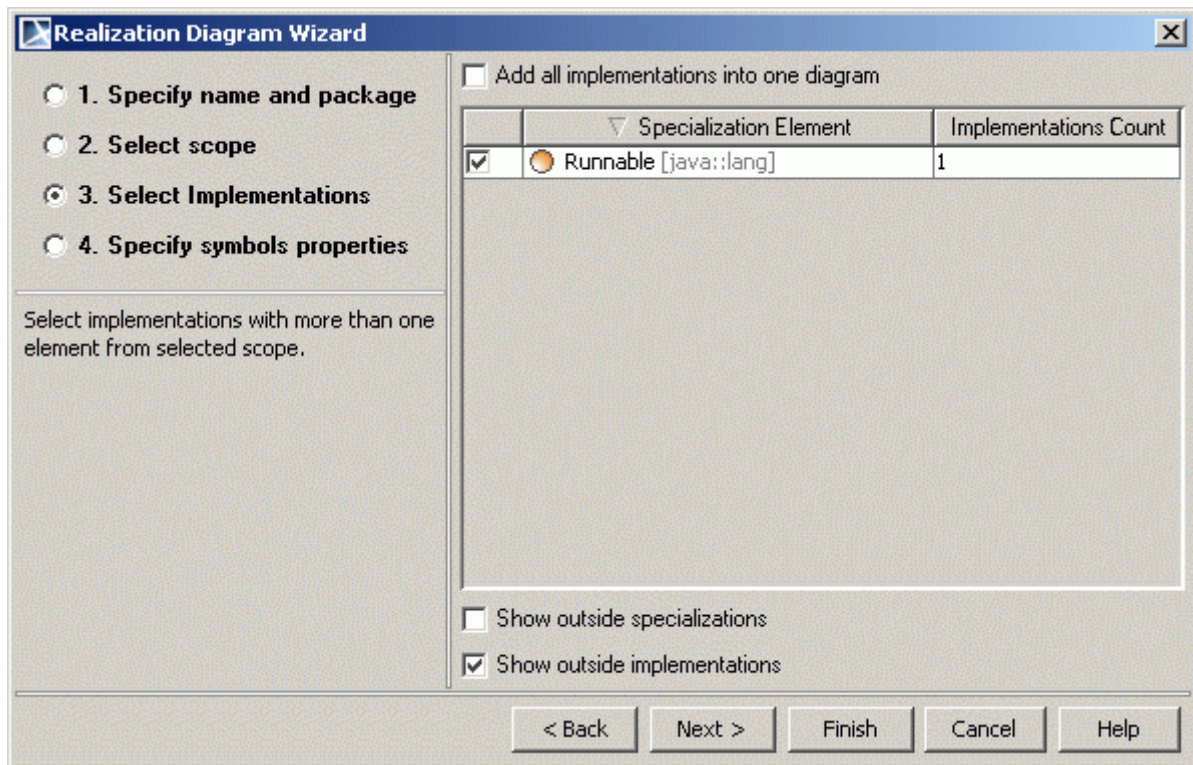 Realization Diagram Wizard
1. Specify name and package
2. Select scope
3. Select Implementations
4. Specify symbols properties
Select implementations with more than one
element from selected scope.
Add all implementations into one diagram
Specialization Element Implementations Count
Runnable [java::lang] 1
Show outside specializations
Show outside implementations
< Back Next > Finish Cancel Help